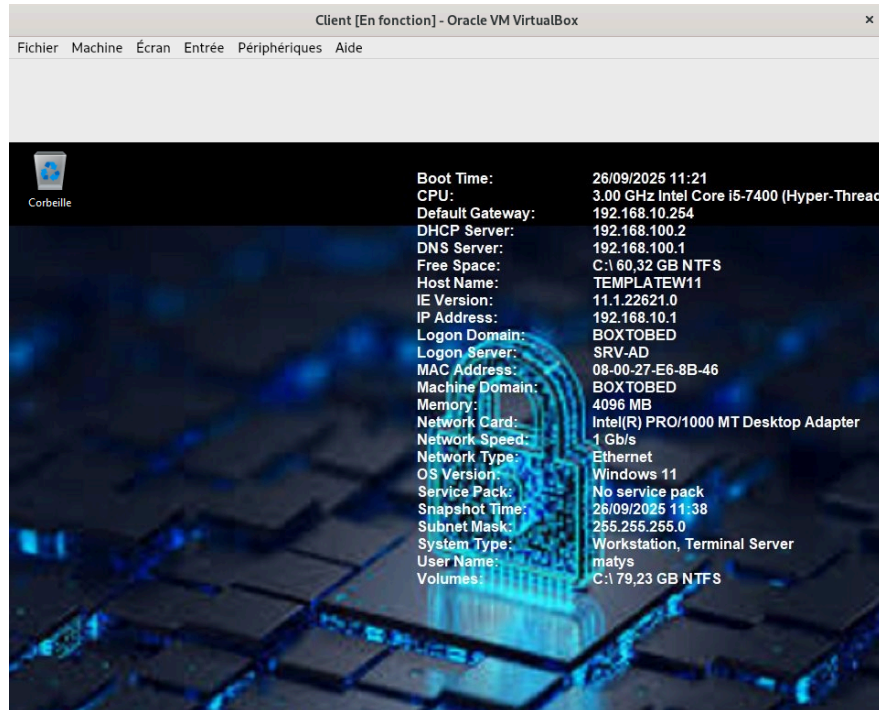 Client [En fonction] - Oracle VM VirtualBox ×
Fichier Machine Écran Entrée Périphériques Aide
Corbeille
Boot Time: 26/09/2025 11:21
CPU: 3.00 GHz Intel Core i5-7400 (Hyper-Thread
Default Gateway: 192.168.10.254
DHCP Server: 192.168.100.2
DNS Server: 192.168.100.1
Free Space: C:\ 60,32 GB NTFS
Host Name: TEMPLATEW11
IE Version: 11.1.22621.0
IP Address: 192.168.10.1
Logon Domain: BOXTOBED
Logon Server: SRV-AD
MAC Address: 08-00-27-E6-8B-46
Machine Domain: BOXTOBED
Memory: 4096 MB
Network Card: Intel(R) PRO/1000 MT Desktop Adapter
Network Speed: 1 Gb/s
Network Type: Ethernet
OS Version: Windows 11
Service Pack: No service pack
Snapshot Time: 26/09/2025 11:38
Subnet Mask: 255.255.255.0
System Type: Workstation, Terminal Server
User Name: matys
Volumes: C:\ 79,23 GB NTFS